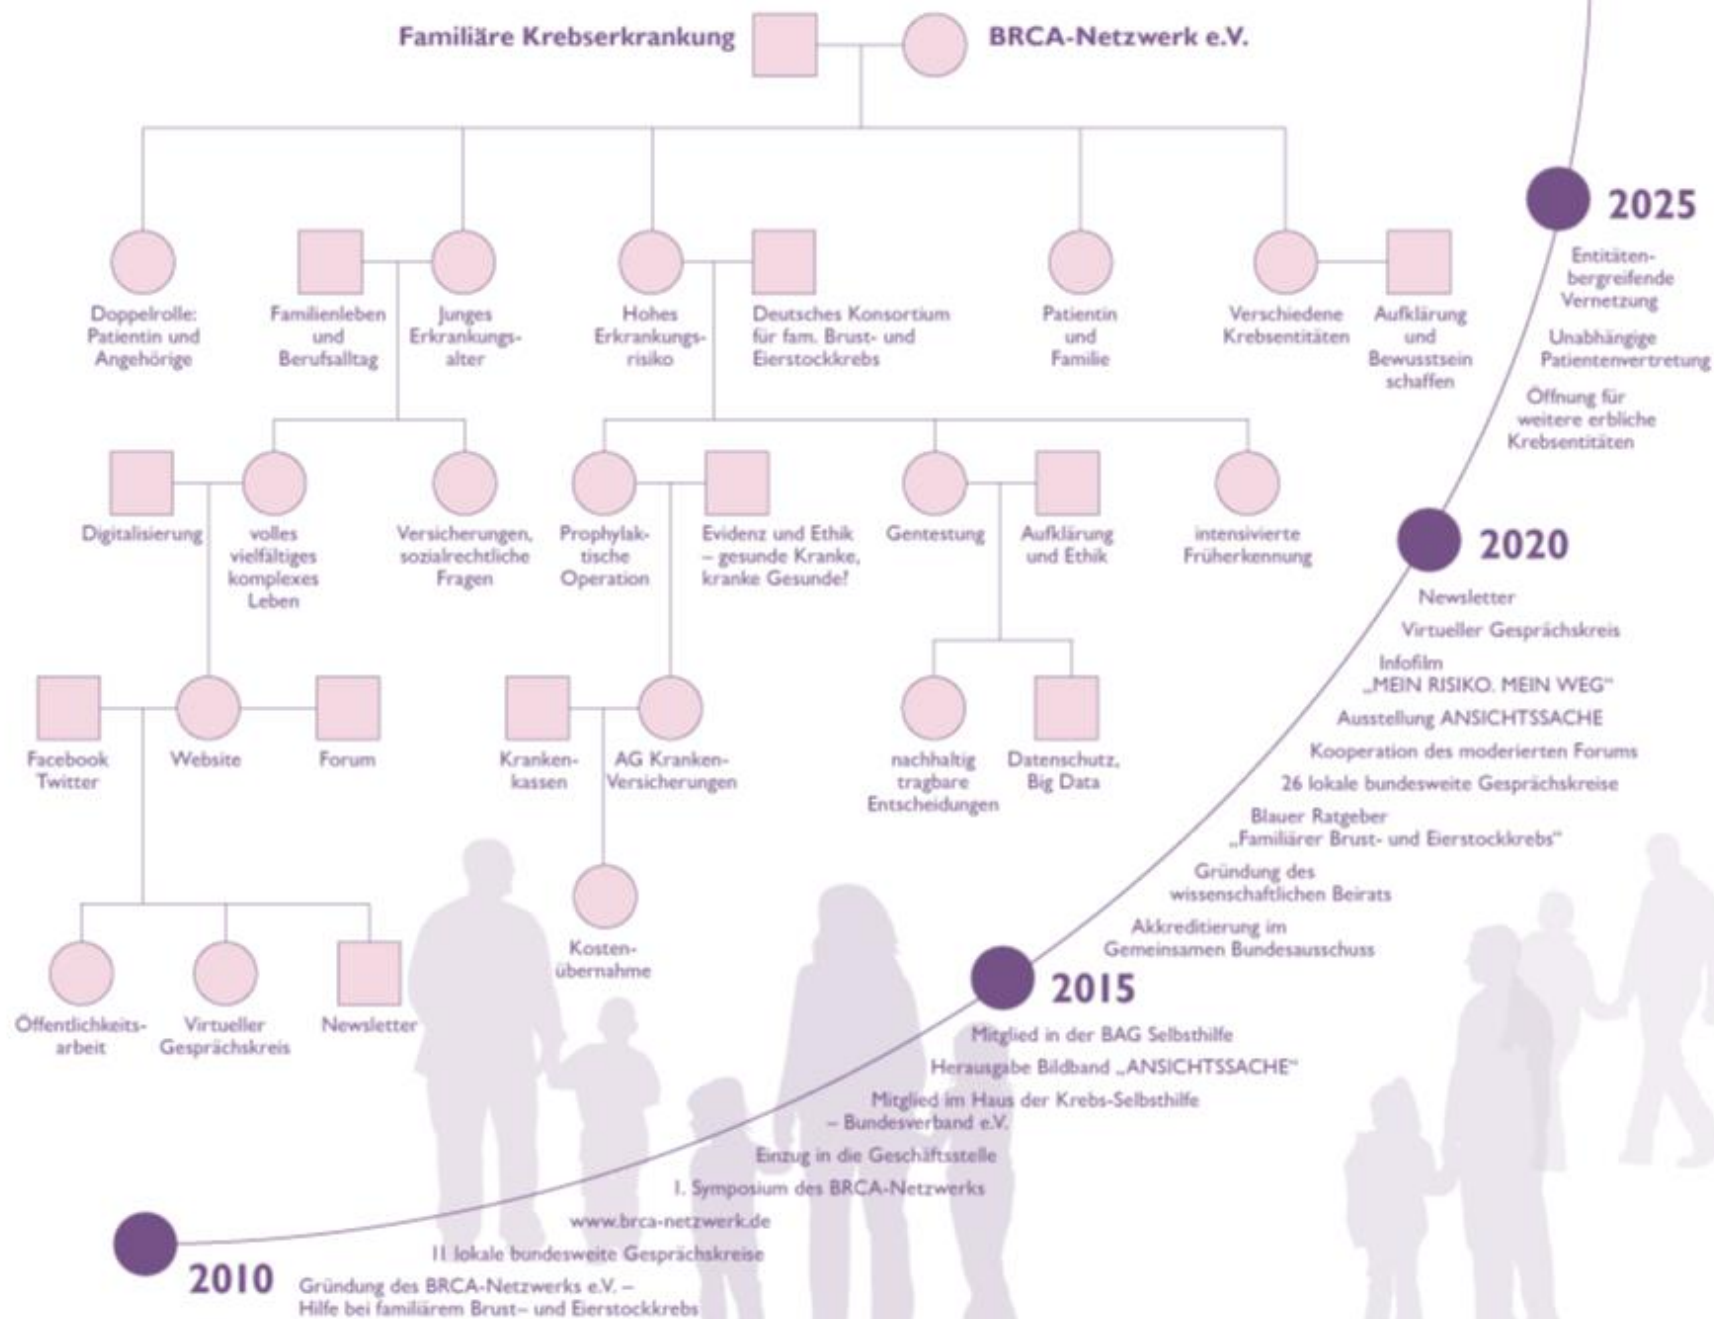 Familiäre Krebserkrankung
BRCA-Netzwerk e.V.
Doppelrolle:
Patientin und
Angehörige
Familienleben
und
Berufsalltag
Junges
Erkrankungs-
alter
Hohes
Erkrankungs-
risiko
Deutsches Konsortium
für fam. Brust- und
Eierstockkrebs
Patientin
und
Familie
Verschiedene
Krebsentitäten
Aufklärung
und
Bewusstsein
schaffen
Digitalisierung
volles
vielfältiges
komplexes
Leben
Versicherungen,
sozialrechtliche
Fragen
Prophylak-
tische
Operation
Evidenz und Ethik
– gesunde Kranke,
kranke Gesunde?
Gentestung
Aufklärung
und Ethik
intensivierte
Früherkennung
Facebook
Twitter
Website
Forum
Kranken-
kassen
AG Kranken-
Versicherungen
nachhaltig
tragbare
Entscheidungen
Datenschutz,
Big Data
Kosten-
übernahme
Öffentlichkeits-
arbeit
Virtueller
Gesprächskreis
Newsletter
2025
Entitäten-
bergreifende
Vernetzung
Unabhängige
Patientenvertretung
Öffnung für
weitere erbliche
Krebsentitäten
2020
Newsletter
Virtueller Gesprächskreis
Infofilm
„MEIN RISIKO. MEIN WEG“
Ausstellung ANSICHTSSACHE
Kooperation des moderierten Forums
26 lokale bundesweite Gesprächskreise
Blauer Ratgeber
„Familiärer Brust- und Eierstockkrebs“
Gründung des
wissenschaftlichen Beirats
Akkreditierung im
Gemeinsamen Bundesausschuss
2015
Mitglied in der BAG Selbsthilfe
Herausgabe Bildband „ANSICHTSSACHE“
Mitglied im Haus der Krebs-Selbsthilfe
– Bundesverband e.V.
Einzug in die Geschäftsstelle
1. Symposium des BRCA-Netzwerks
www.brca-netzwerk.de
11 lokale bundesweite Gesprächskreise
2010
Gründung des BRCA-Netzwerks e.V. –
Hilfe bei familiärem Brust– und Eierstockkrebs